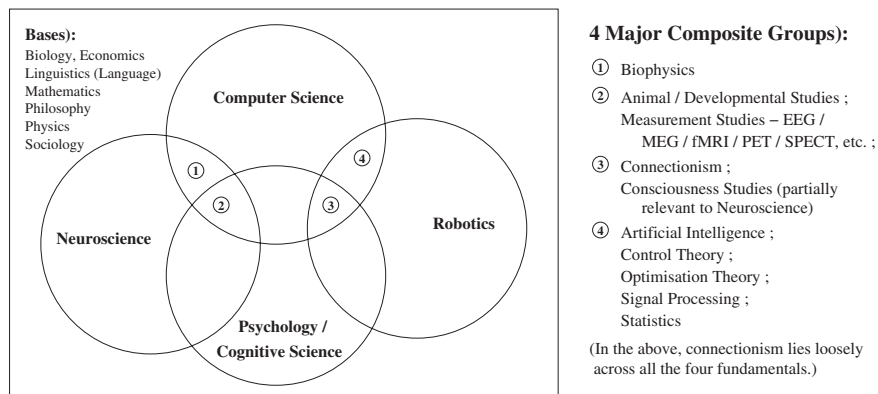 Bases):
Biology, Economics
Linguistics (Language)
Mathematics
Philosophy
Physics
Sociology
Computer Science
1
4
2
3
Neuroscience
Robotics
Psychology /
Cognitive Science
4 Major Composite Groups):
1 Biophysics
2 Animal / Developmental Studies ;
Measurement Studies – EEG /
MEG / fMRI / PET / SPECT, etc. ;
3 Connectionism ;
Consciousness Studies (partially
relevant to Neuroscience)
4 Artificial Intelligence ;
Control Theory ;
Optimisation Theory ;
Signal Processing ;
Statistics
(In the above, connectionism lies loosely
across all the four fundamentals.)